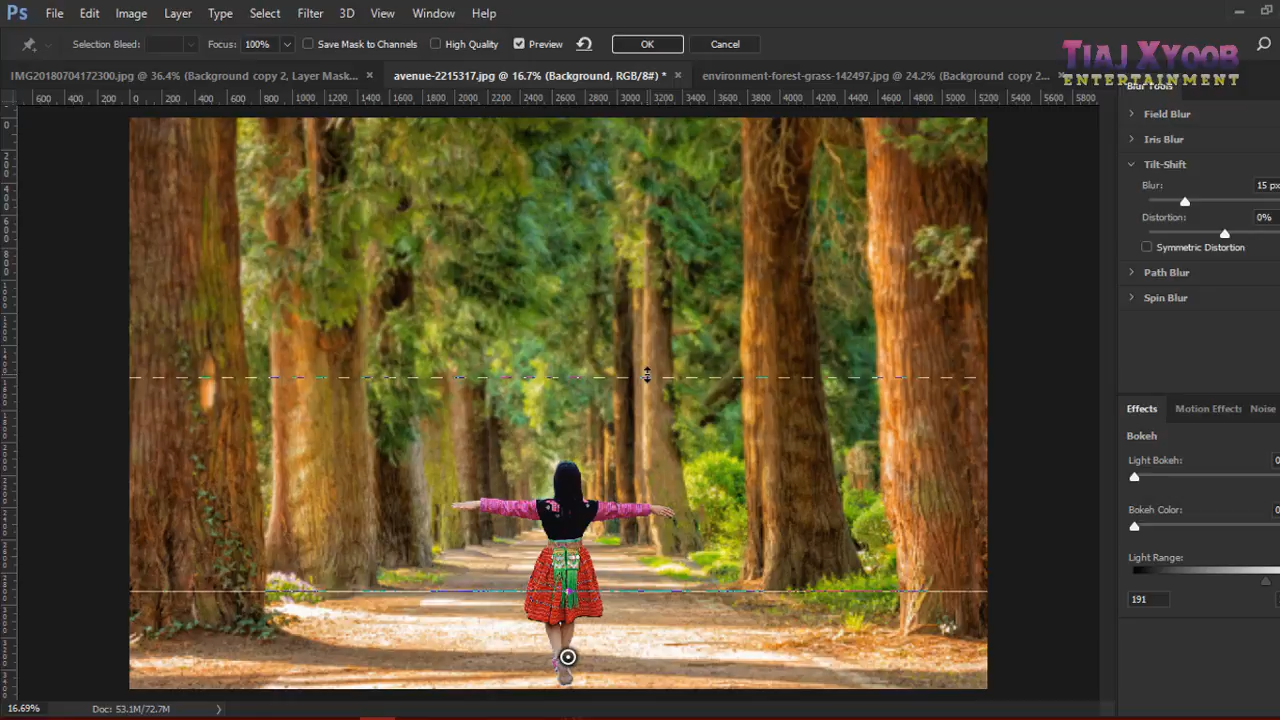 Ps File Edit Image Layer Type Select Filter 3D View Window Help
Selection Bleed: Focus: 100% Save Mask to Channels High Quality Preview OK Cancel
IMG20180704172300.jpg @ 36.4% (Background copy 2, Layer Mask... × avenue-2215317.jpg @ 16.7% (Background, RGB/8#) * × environment-forest-grass-142497.jpg @ 24.2% (Background copy 2...
TIAJ XYOOB
ENTERTAINMENT
600 400 200 0 200 400 600 800 1000 1200 1400 1600 1800 2000 2200 2400 2600 2800 3000 3200 3400 3600 3800 4000 4200 4400 4600 4800 5000 5200 5400 5600 5800
Blur Tools
Field Blur
Iris Blur
Tilt-Shift
Blur: 15 px
Distortion: 0%
Symmetric Distortion
Path Blur
Spin Blur
Effects Motion Effects Noise
Bokeh
Light Bokeh: 0
Bokeh Color: 0
Light Range:
191
16.69% Doc: 53.1M/72.7M